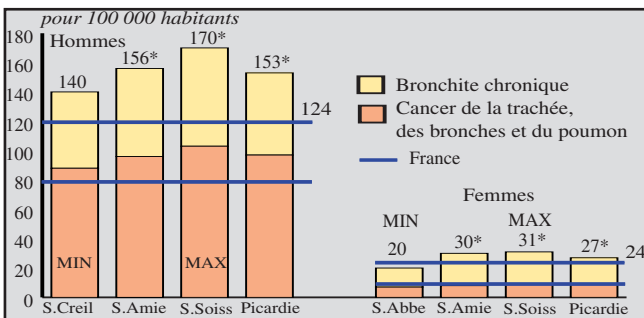 pour 100 000 habitants
180
160
140
120
100
80
60
40
20
0
Hommes
140
156*
170*
153*
124
MIN
MAX
S.Creil
S.Amie
S.Soiss
Picardie
Bronchite chronique
Cancer de la trachée,
des bronches et du poumon
France
Femmes
MIN
MAX
20
30*
31*
27*
24
S.Abbe
S.Amie
S.Soiss
Picardie